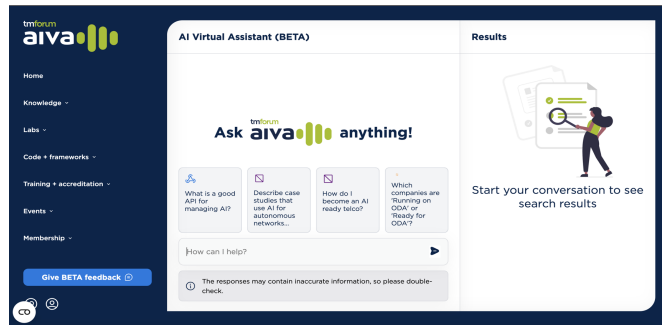 tmforum
aiva
Home
Knowledge
Labs
Code + frameworks
Training + accreditation
Events
Membership
Give BETA feedback
AI Virtual Assistant (BETA)
Ask tmforum aiva anything!
What is a good
API for
managing AI?
Describe case
studies that
use AI for
autonomous
networks...
How do I
become an AI
ready telco?
Which
companies are
'Running on
ODA' or
'Ready for
ODA'?
How can I help?
The responses may contain inaccurate information, so please double-
check.
Results
Start your conversation to see
search results